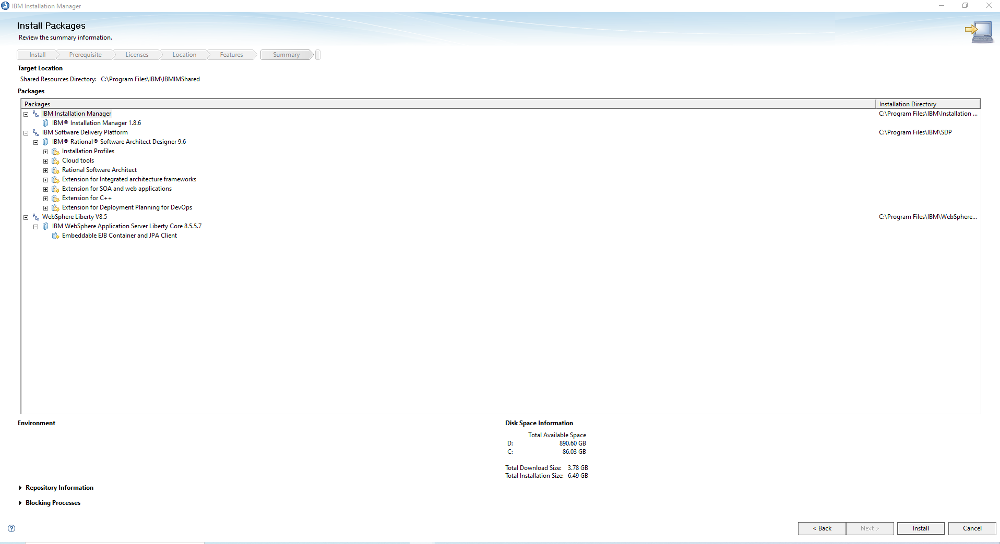 IBM Installation Manager
Install Packages
Review the summary information.
Install Prerequisite Licenses Location Features Summary
Target Location
Shared Resources Directory: C:\Program Files\IBM\IBMIMShared
Packages
Packages Installation Directory
IBM Installation Manager C:\Program Files\IBM\Installation ...
IBM® Installation Manager 1.8.6
IBM Software Delivery Platform C:\Program Files\IBM\SDP
IBM® Rational® Software Architect Designer 9.6
Installation Profiles
Cloud tools
Rational Software Architect
Extension for Integrated architecture frameworks
Extension for SOA and web applications
Extension for C++
Extension for Deployment Planning for DevOps
WebSphere Liberty V8.5 C:\Program Files\IBM\WebSphere...
IBM WebSphere Application Server Liberty Core 8.5.5.7
Embeddable EJB Container and JPA Client
Environment
Disk Space Information
Total Available Space
D: 890.60 GB
C: 86.03 GB
Total Download Size: 3.78 GB
Total Installation Size: 6.49 GB
Repository Information
Blocking Processes
? < Back Next > Install Cancel